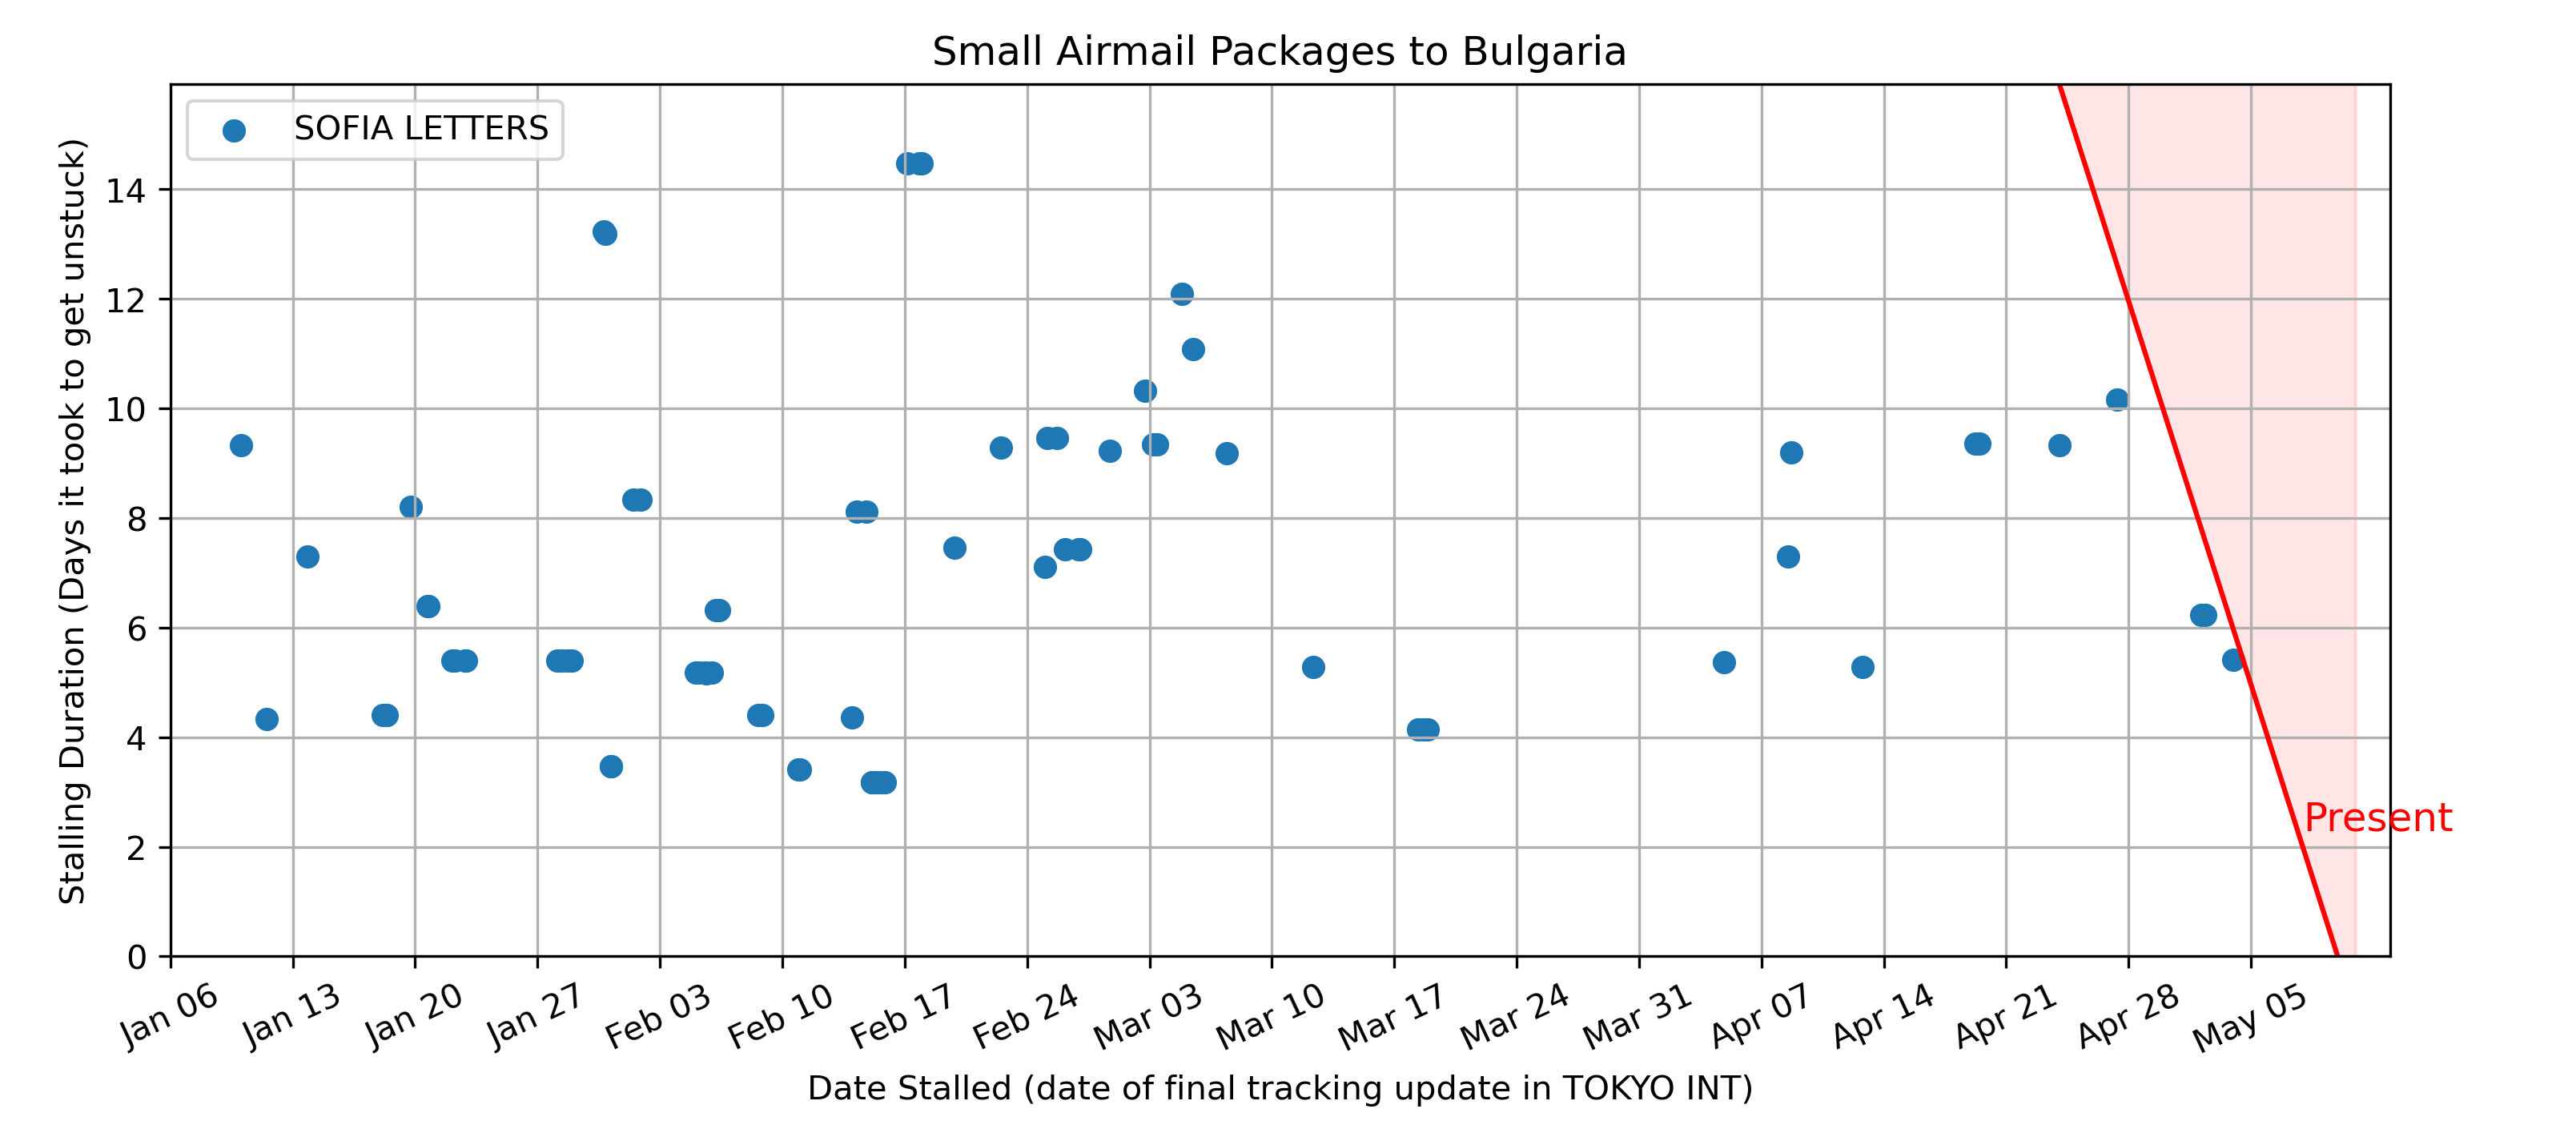 Small Airmail Packages to Bulgaria
SOFIA LETTERS
Stalling Duration (Days it took to get unstuck)
14
12
10
8
6
4
2
0
Present
Jan 06
Jan 13
Jan 20
Jan 27
Feb 03
Feb 10
Feb 17
Feb 24
Mar 03
Mar 10
Mar 17
Mar 24
Mar 31
Apr 07
Apr 14
Apr 21
Apr 28
May 05
Date Stalled (date of final tracking update in TOKYO INT)